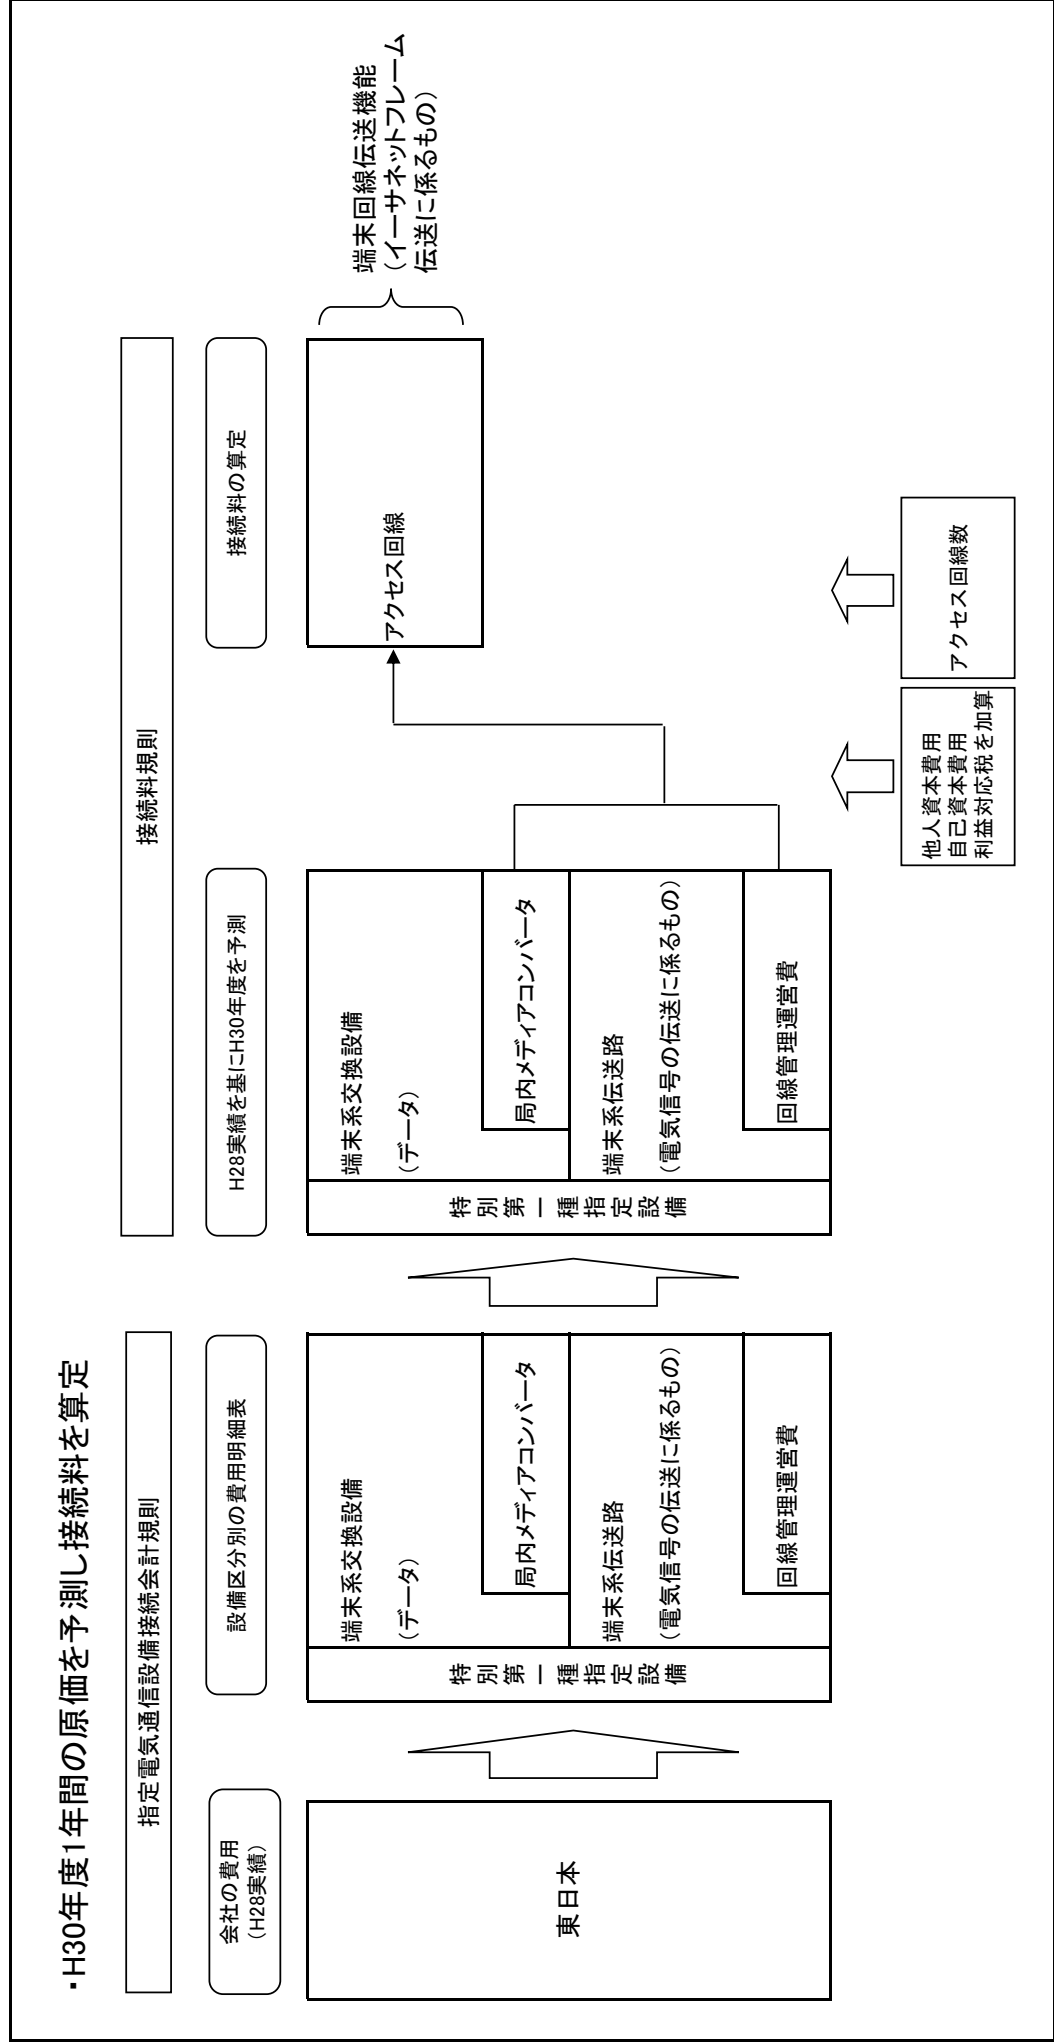 ・H30年度1年間の原価を予測し接続料を算定
指定電気通信設備接続会計規則
接続料規則
会社の費用
(H28実績)
設備区分別の費用明細表
H28実績を基にH30年度を予測
接続料の算定
東日本
特別第一種指定設備
端末系交換設備
(データ)
局内メディアコンバータ
端末系伝送路
(電気信号の伝送に係るもの)
回線管理運営費
特別第一種指定設備
端末系交換設備
(データ)
局内メディアコンバータ
端末系伝送路
(電気信号の伝送に係るもの)
回線管理運営費
アクセス回線
端末回線伝送機能
(イーサネットフレーム
伝送に係るもの)
他人資本費用
自己資本費用
利益対応税を加算
アクセス回線数